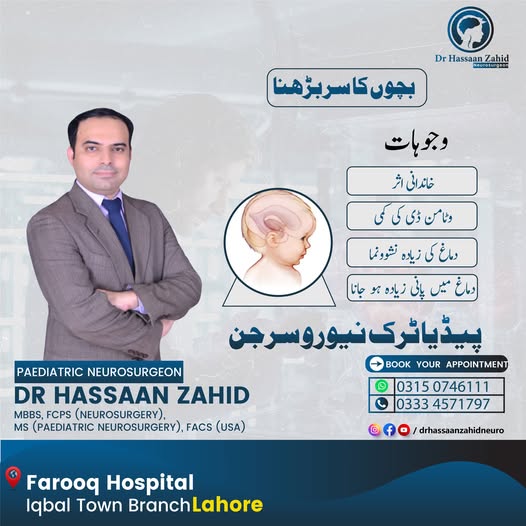 Dr Hassaan Zahid
Neurosurgeon
بچوں کا سر بڑھنا
وجوہات
خاندانی اثر
وٹامن ڈی کی کمی
دماغ کی زیادہ نشوونما
دماغ میں پانی زیادہ ہو جانا
پیڈیاٹرک نیوروسرجن
PAEDIATRIC NEUROSURGEON
DR HASSAAN ZAHID
MBBS, FCPS (NEUROSURGERY),
MS (PAEDIATRIC NEUROSURGERY), FACS (USA)
BOOK YOUR APPOINTMENT
0315 0746111
0333 4571797
/ drhassaanzahidneuro
Farooq Hospital
Iqbal Town Branch Lahore